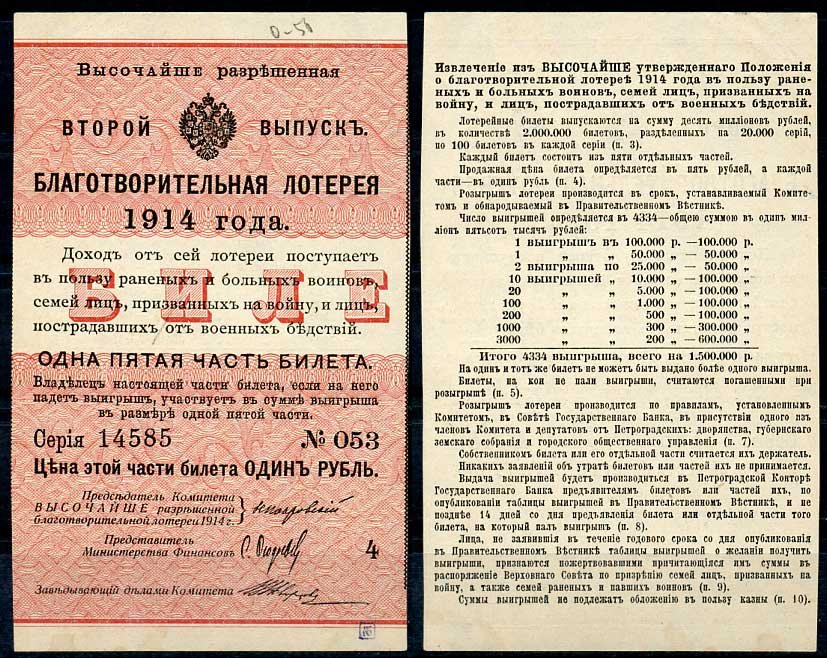 0-50
Высочайше разрѣшенная
ВТОРОЙ ВЫПУСКЪ.
БЛАГОТВОРИТЕЛЬНАЯ ЛОТЕРЕЯ
1914 года.
БИЛЕ
Доходъ отъ сей лотереи поступаетъ
въ пользу раненыхъ и больныхъ воиновъ,
семей лицъ, призванныхъ на войну, и лицъ,
пострадавшихъ отъ военныхъ бѣдствій.
ОДНА ПЯТАЯ ЧАСТЬ БИЛЕТА.
Владѣлецъ настоящей части билета, если на него
падетъ выигрышъ, участвуетъ въ суммѣ выигрыша
въ размѣрѣ одной пятой части.
Серія 14585 № 053
Цѣна этой части билета ОДИНЪ РУБЛЬ.
Предсѣдатель Комитета
ВЫСОЧАЙШЕ разрѣшенной
благотворительной лотереи 1914 г.
Представитель
Министерства Финансовъ
4
Завѣдывающій дѣлами Комитета
Извлеченіе изъ ВЫСОЧАЙШЕ утвержденнаго Положенія
о благотворительной лотереѣ 1914 года въ пользу ране-
ныхъ и больныхъ воиновъ, семей лицъ, призванныхъ на
войну, и лицъ, пострадавшихъ отъ военныхъ бѣдствій.
Лотерейные билеты выпускаются на сумму десять милліоновъ рублей,
въ количествѣ 2.000.000 билетовъ, раздѣленныхъ на 20.000 серій,
по 100 билетовъ въ каждой серіи (п. 3).
Каждый билетъ состоитъ изъ пяти отдѣльныхъ частей.
Продажная цѣна билета опредѣляется въ пять рублей, а каждой
части—въ одинъ рубль (п. 4).
Розыгрышъ лотереи производится въ срокъ, устанавливаемый Комите-
томъ и обнародываемый въ Правительственномъ Вѣстникѣ.
Число выигрышей опредѣляется въ 4334—общею суммою въ одинъ мил-
ліонъ пятьсотъ тысячъ рублей:
1 выигрышъ въ 100.000 р. —100.000 р.
1 „ „ 50.000 „ — 50.000 „
2 выигрыша по 25.000 „ — 50.000 „
10 выигрышей „ 10.000 „ —100.000 „
20 „ „ 5.000 „ —100.000 „
100 „ „ 1.000 „ —100.000 „
200 „ „ 500 „ —100.000 „
1000 „ „ 300 „ —300.000 „
3000 „ „ 200 „ —600.000 „
Итого 4334 выигрыша, всего на 1.500.000 р.
На одинъ и тотъ же билетъ не можетъ быть выдано болѣе одного выигрыша.
Билеты, на кои не пали выигрыши, считаются погашенными при
розыгрышѣ (п. 5).
Розыгрышъ лотереи производится по правиламъ, установленнымъ
Комитетомъ, въ Совѣтѣ Государственнаго Банка, въ присутствіи одного изъ
членовъ Комитета и депутатовъ отъ Петроградскихъ: дворянства, губернскаго
земскаго собранія и городского общественнаго управленія (п. 7).
Собственникомъ билета или его отдѣльной части считается ихъ держатель.
Никакихъ заявленій объ утратѣ билетовъ или частей ихъ не принимается.
Выдача выигрышей будетъ производиться въ Петроградской Конторѣ
Государственнаго Банка предъявителямъ билетовъ или частей ихъ, по
опубликованіи таблицы выигрышей въ Правительственномъ Вѣстникѣ, и не
позднѣе 14 дней со дня предъявленія билета или отдѣльной части того
билета, на который палъ выигрышъ (п. 8).
Лица, не заявившія въ теченіе годового срока со дня опубликованія
въ Правительственномъ Вѣстникѣ таблицы выигрышей о желаніи получить
выигрыши, признаются пожертвовавшими причитающіяся имъ суммы въ
распоряженіе Верховнаго Совѣта по призрѣнію семей лицъ, призванныхъ на
войну, а также семей раненыхъ и павшихъ воиновъ (п. 9).
Суммы выигрышей не подлежатъ обложенію въ пользу казны (п. 10).